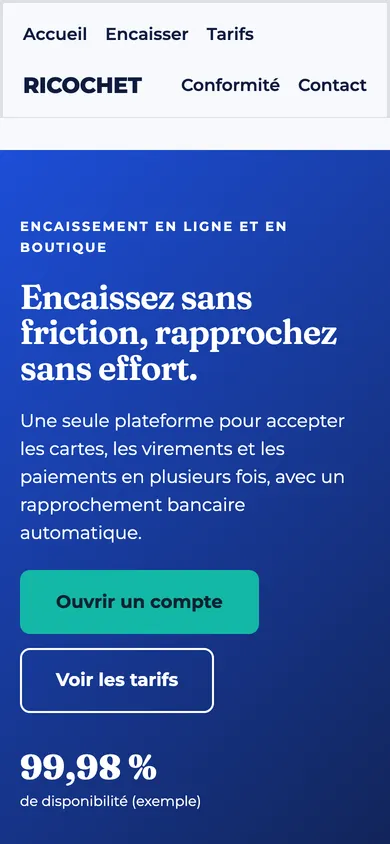 Accueil Encaisser Tarifs
RICOCHET Conformité Contact
ENCAISSEMENT EN LIGNE ET EN
BOUTIQUE
Encaissez sans
friction, rapprochez
sans effort.
Une seule plateforme pour accepter
les cartes, les virements et les
paiements en plusieurs fois, avec un
rapprochement bancaire
automatique.
Ouvrir un compte
Voir les tarifs
99,98 %
de disponibilité (exemple)